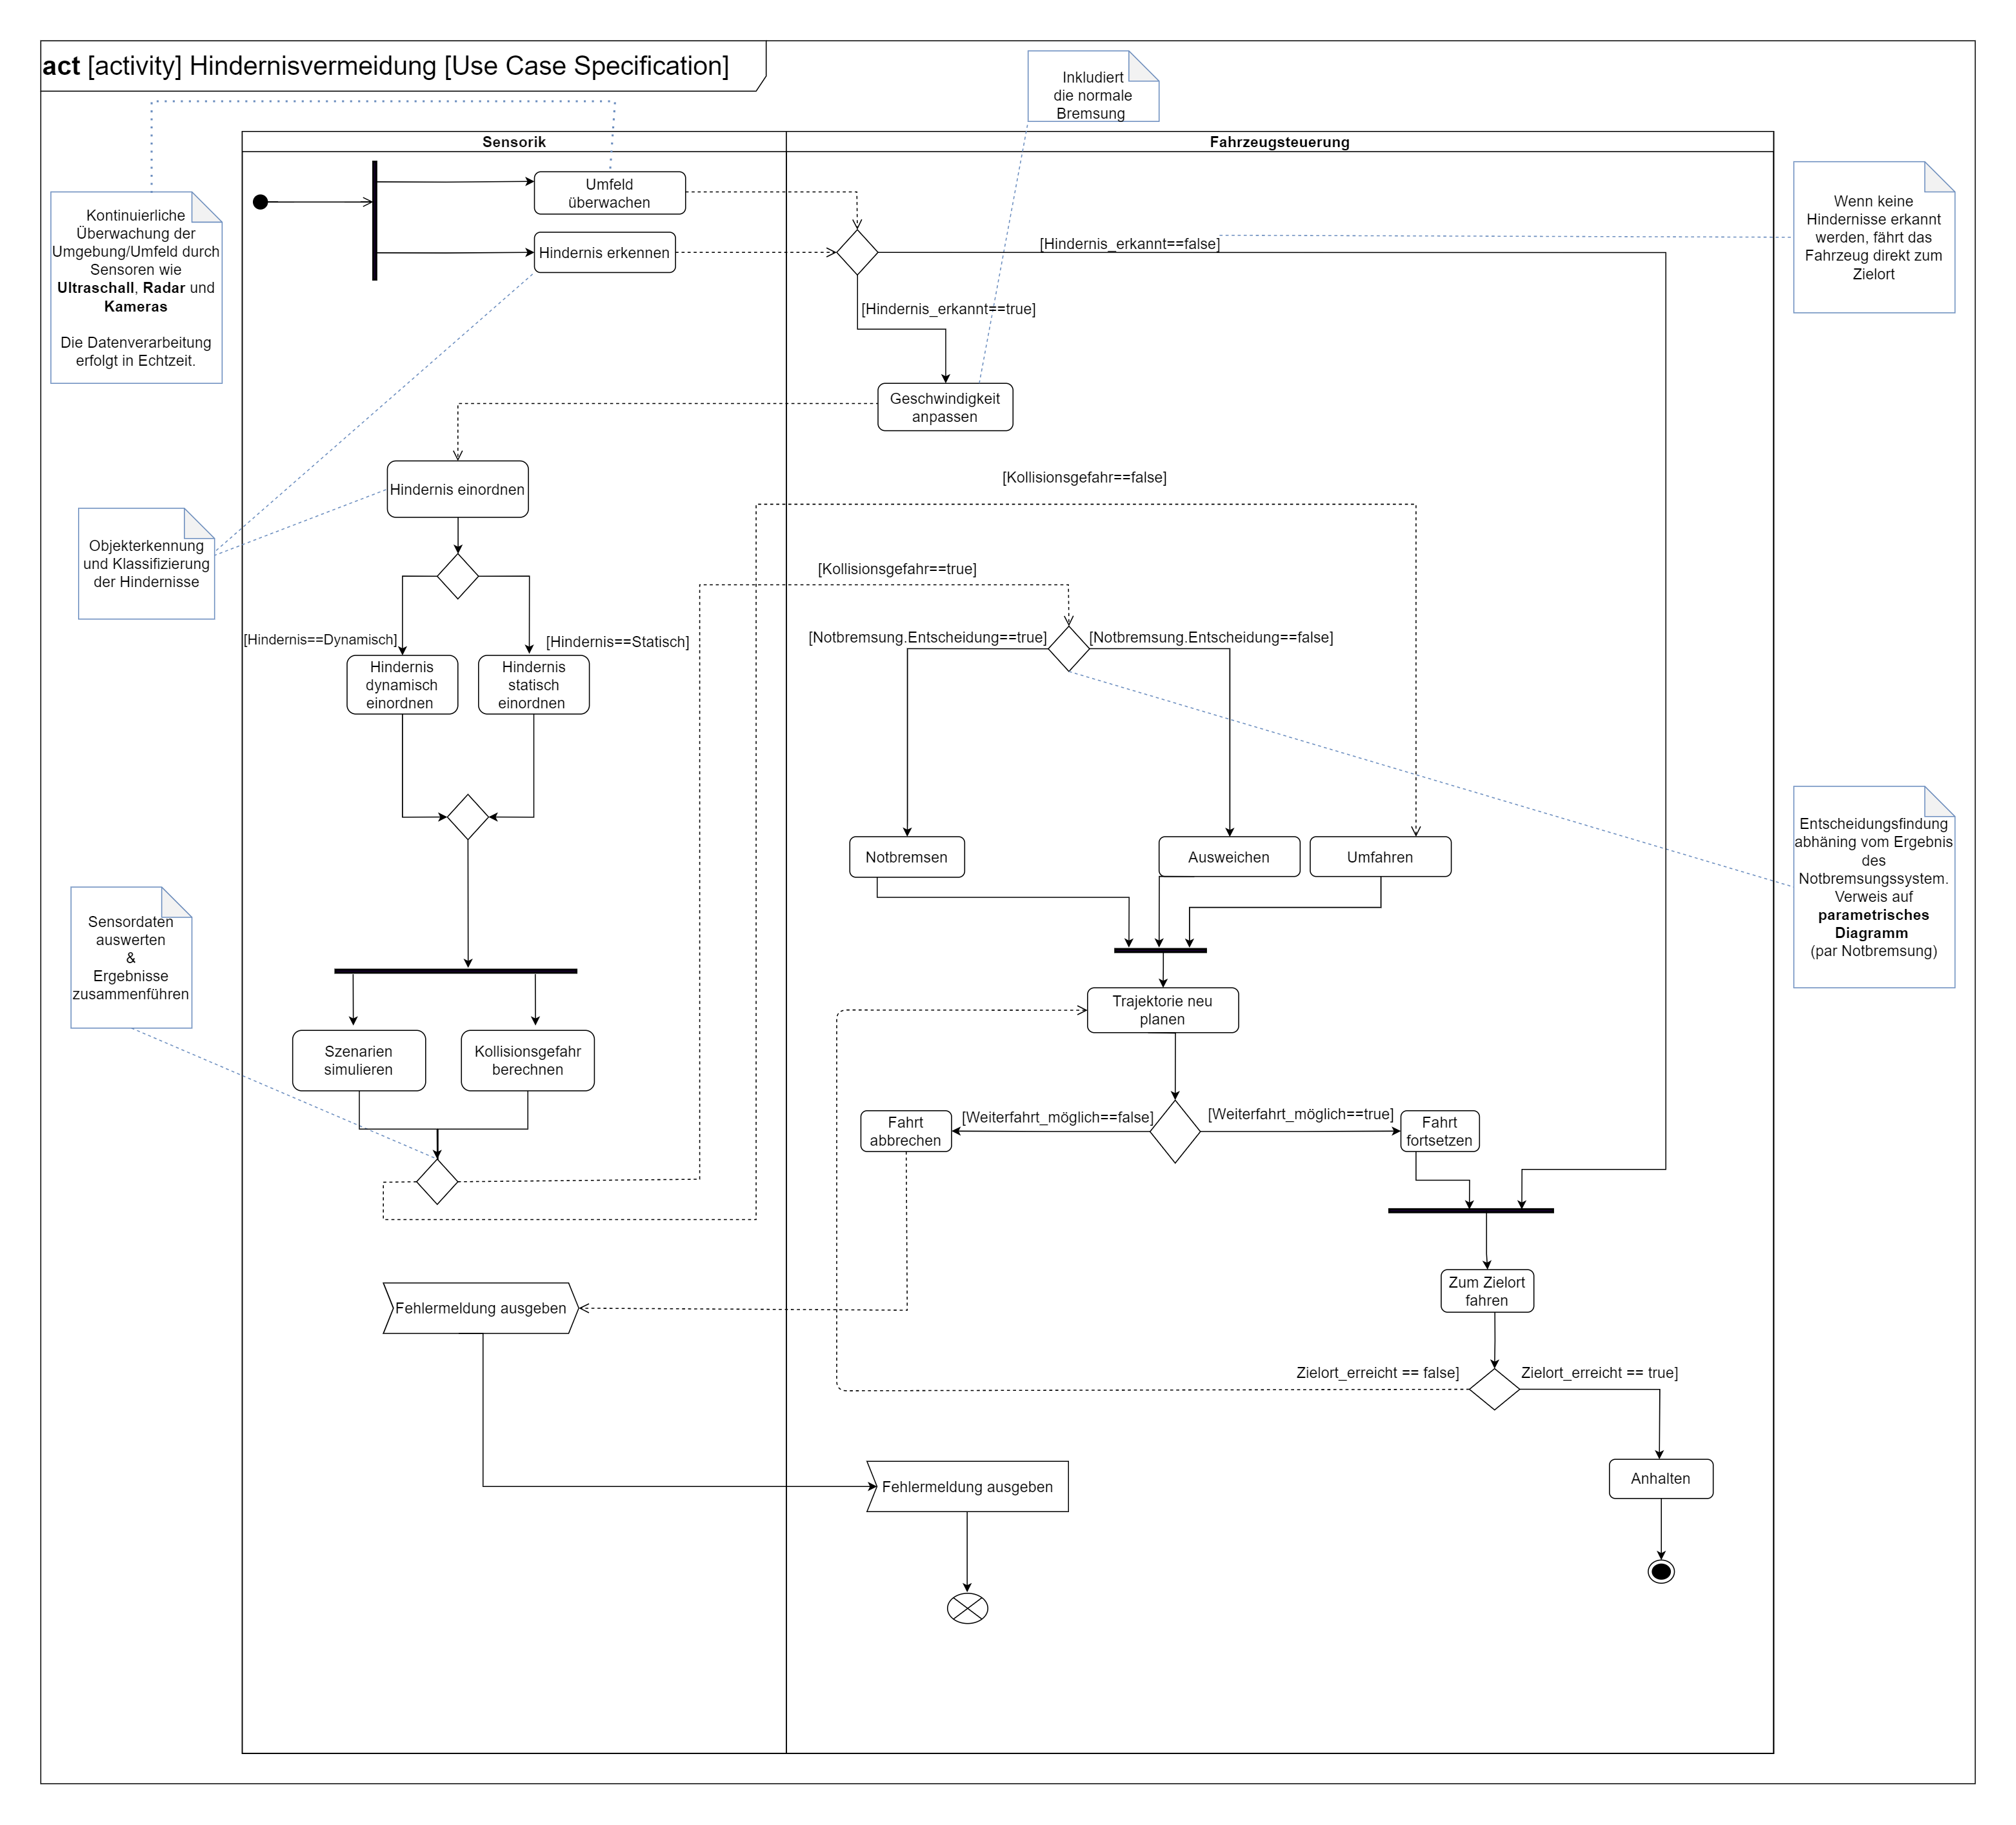 act [activity] Hindernisvermeidung [Use Case Specification]
Inkludiert
die normale
Bremsung
Sensorik
Fahrzeugsteuerung
Kontinuierliche
Überwachung der
Umgebung/Umfeld durch
Sensoren wie
Ultraschall, Radar und
Kameras
Die Datenverarbeitung
erfolgt in Echtzeit.
Umfeld
überwachen
Hindernis erkennen
[Hindernis_erkannt==false]
Wenn keine
Hindernisse erkannt
werden, fährt das
Fahrzeug direkt zum
Zielort
[Hindernis_erkannt==true]
Geschwindigkeit
anpassen
Hindernis einordnen
[Kollisionsgefahr==false]
Objekterkennung
und Klassifizierung
der Hindernisse
[Kollisionsgefahr==true]
[Hindernis==Dynamisch]
[Hindernis==Statisch]
[Notbremsung.Entscheidung==true]
[Notbremsung.Entscheidung==false]
Hindernis
dynamisch
einordnen
Hindernis
statisch
einordnen
Notbremsen
Ausweichen
Umfahren
Entscheidungsfindung
abhäning vom Ergebnis
des
Notbremsungssystem.
Verweis auf
parametrisches
Diagramm
(par Notbremsung)
Sensordaten
auswerten
&
Ergebnisse
zusammenführen
Trajektorie neu
planen
Szenarien
simulieren
Kollisionsgefahr
berechnen
Fahrt
abbrechen
[Weiterfahrt_möglich==false]
[Weiterfahrt_möglich==true]
Fahrt
fortsetzen
Fehlermeldung ausgeben
Zum Zielort
fahren
Zielort_erreicht == false]
Zielort_erreicht == true]
Fehlermeldung ausgeben
Anhalten